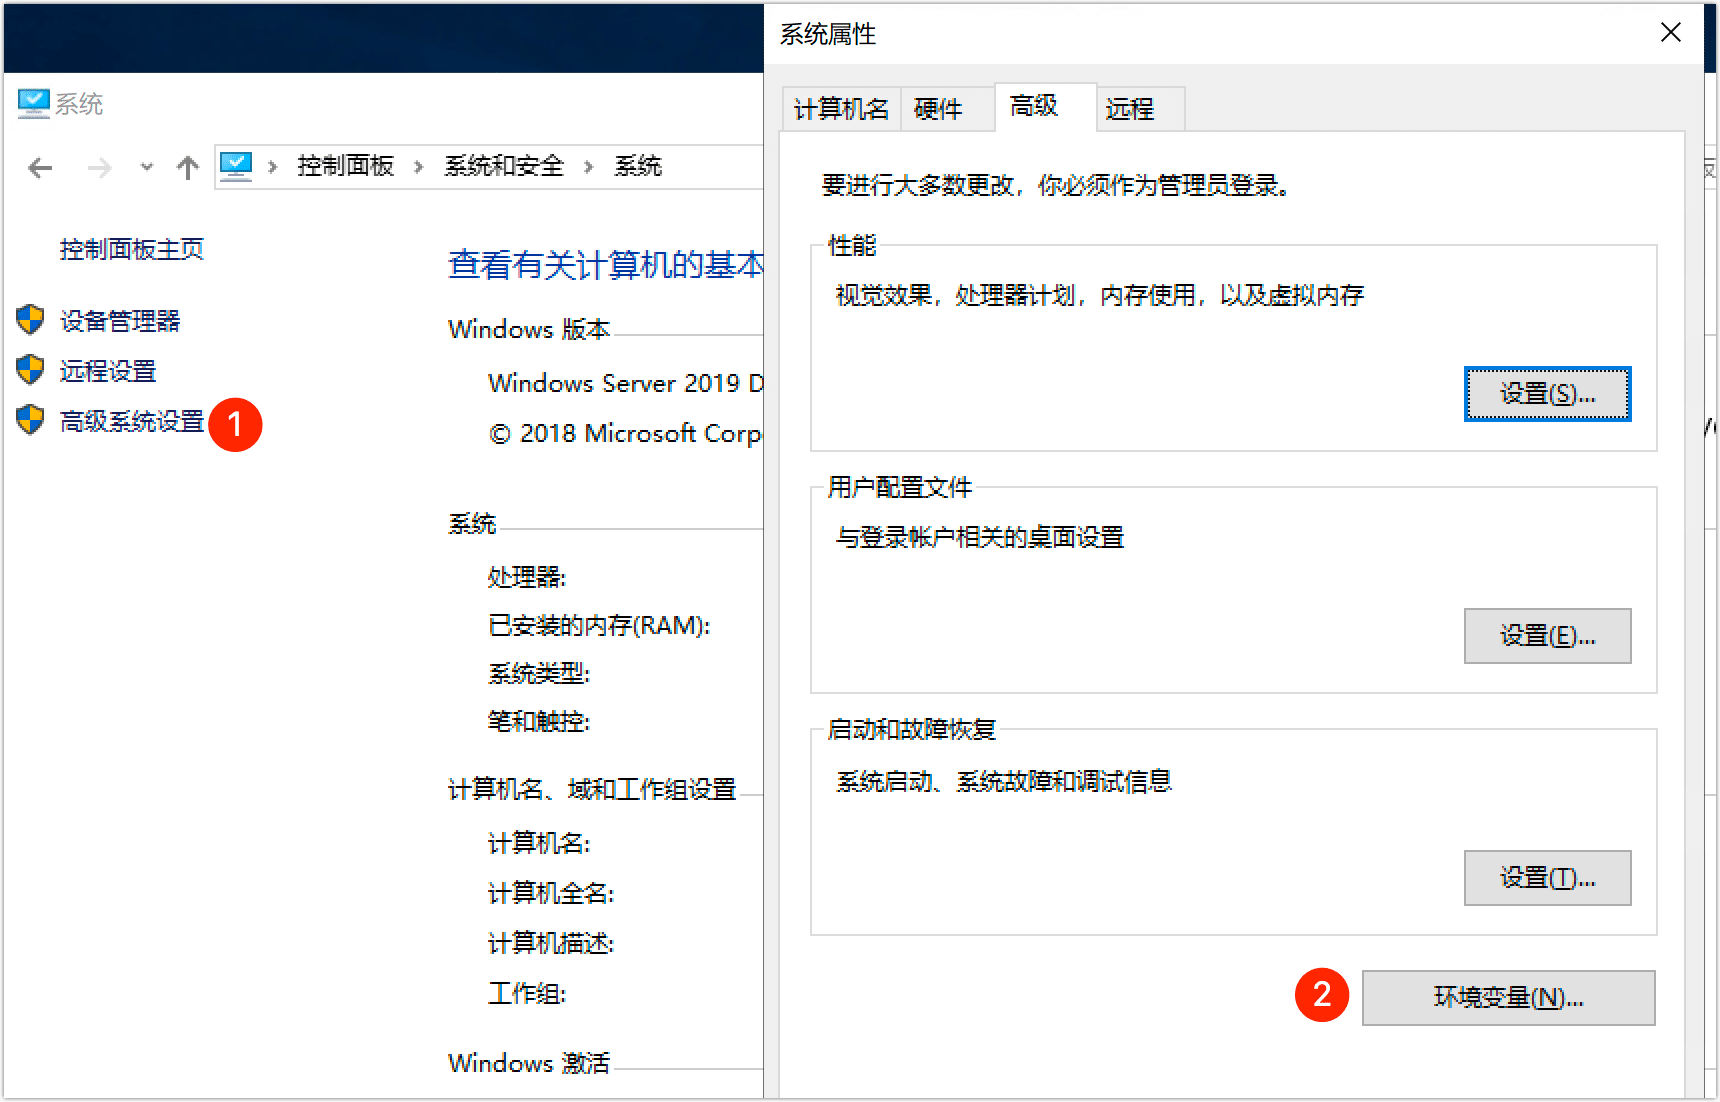 系统
控制面板
系统和安全
系统
控制面板主页
设备管理器
远程设置
高级系统设置
1
查看有关计算机的基本
Windows 版本
Windows Server 2019 D
© 2018 Microsoft Corp
系统
处理器:
已安装的内存(RAM):
系统类型:
笔和触控:
计算机名、域和工作组设置
计算机名:
计算机全名:
计算机描述:
工作组:
Windows 激活
系统属性
计算机名
硬件
高级
远程
要进行大多数更改，你必须作为管理员登录。
性能
视觉效果，处理器计划，内存使用，以及虚拟内存
设置(S)...
用户配置文件
与登录帐户相关的桌面设置
设置(E)...
启动和故障恢复
系统启动、系统故障和调试信息
设置(T)...
2
环境变量(N)...